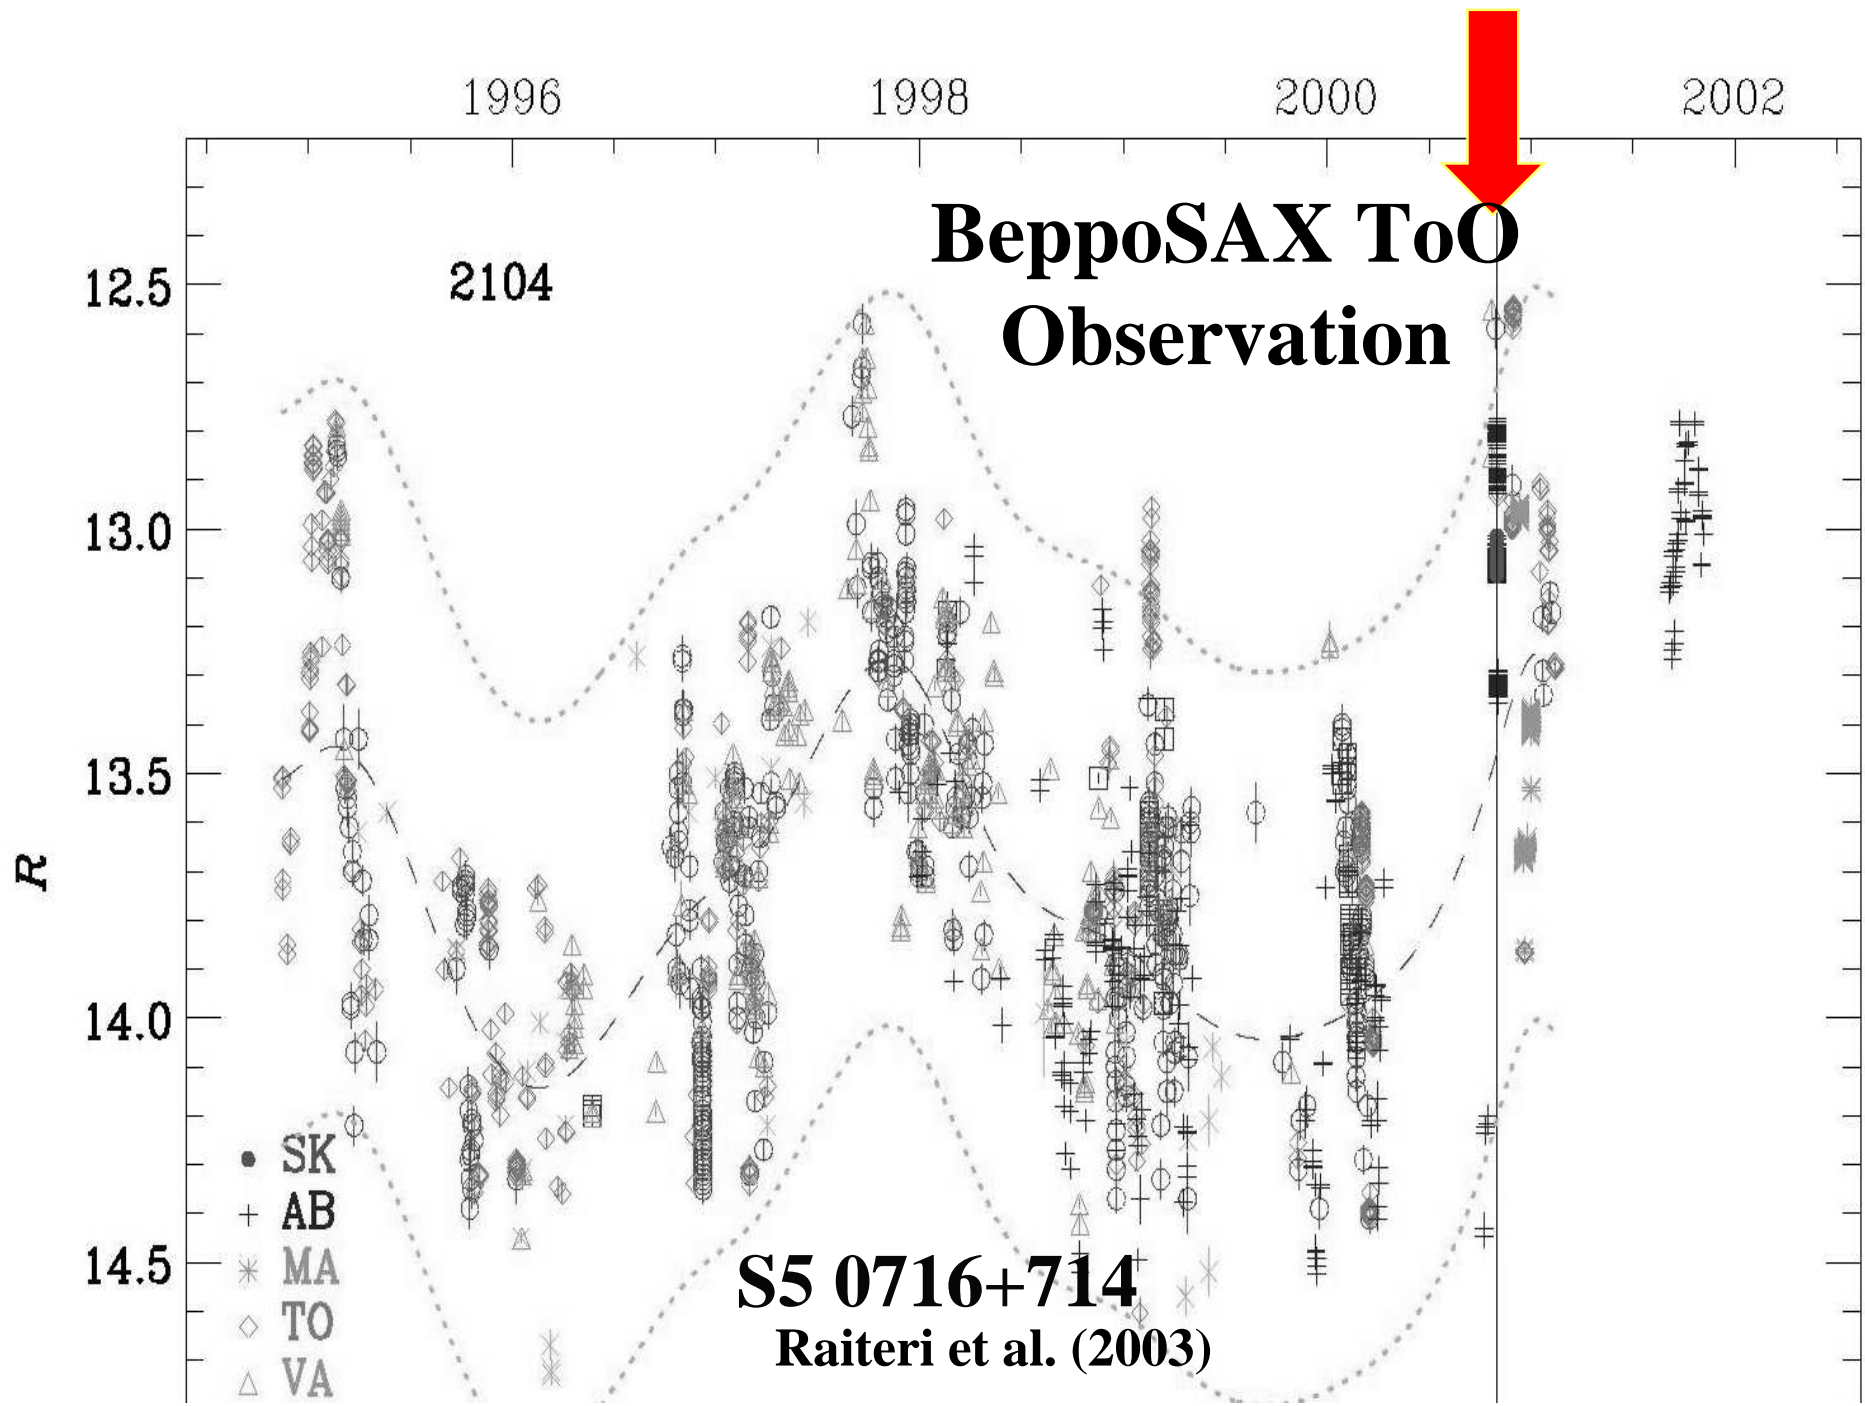 1996 1998 2000 2002
BeppoSAX ToO
Observation
2104
12.5
13.0
13.5
R
14.0
14.5
SK
AB
MA
TO
VA
S5 0716+714
Raiteri et al. (2003)